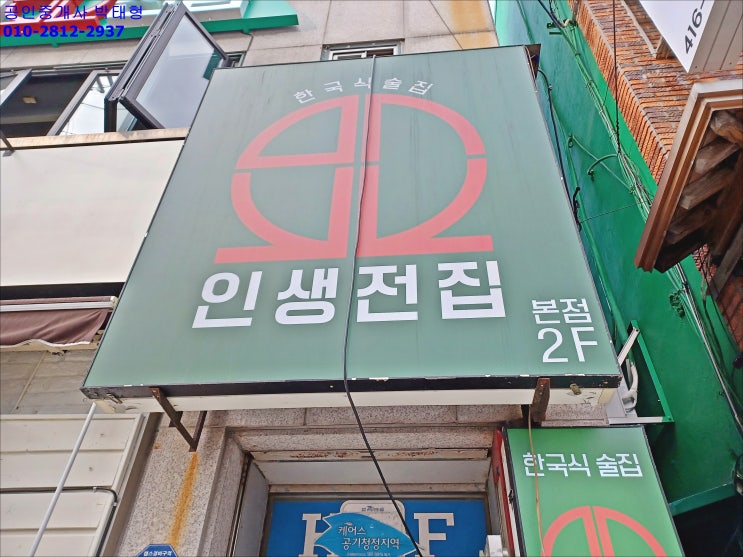 공인중개사 박태형
010-2812-2937
416-
한국식술집
인생전집
본점
2F
한국식 술집
케어스
공기청정지역